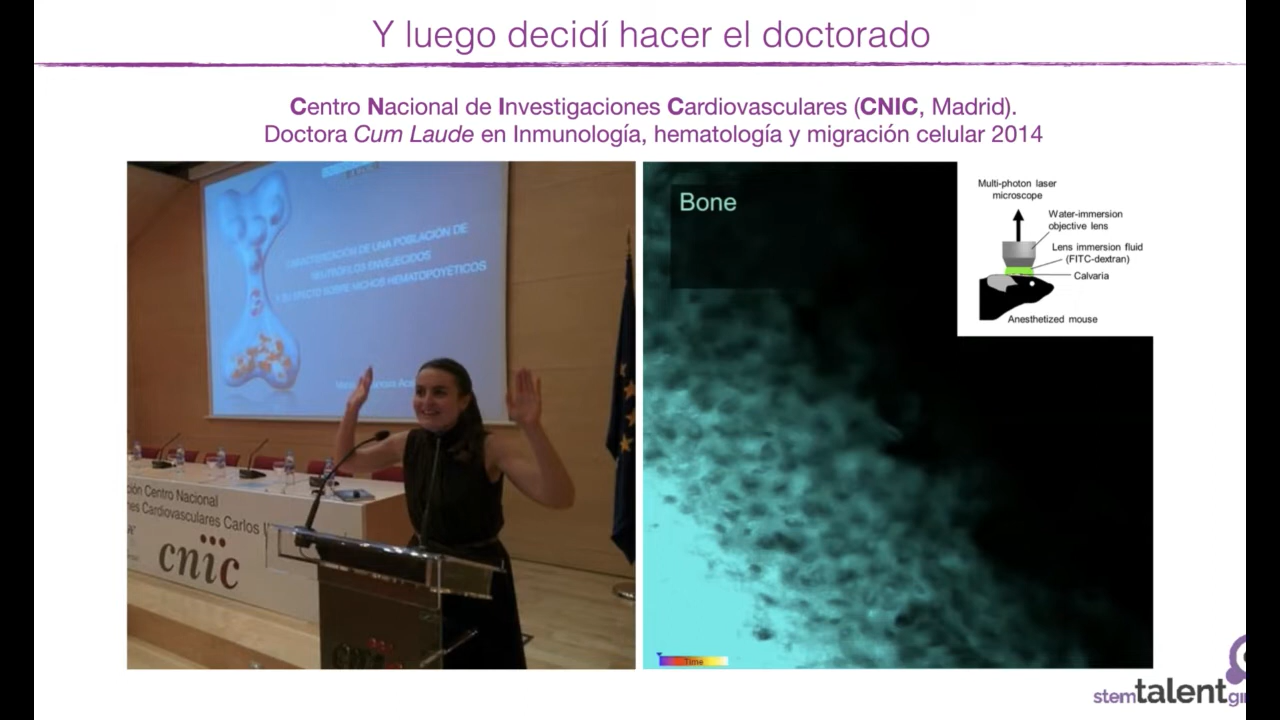 Y luego decidí hacer el doctorado
Centro Nacional de Investigaciones Cardiovasculares (CNIC, Madrid).
Doctora Cum Laude en Inmunología, hematología y migración celular 2014
CARACTERIZACIÓN DE UNA POBLACIÓN DE
NEUTRÓFILOS ENVEJECIDOS
Y SU EFECTO SOBRE NICHOS HEMATOPOYÉTICOS
ción Centro Nacional
nes Cardiovasculares Carlos
cnic
Bone
Multi-photon laser
microscope
Water-immersion
objective lens
Lens immersion fluid
(FITC-dextran)
Calvaria
Anesthetized mouse
Time
stemtalentgi